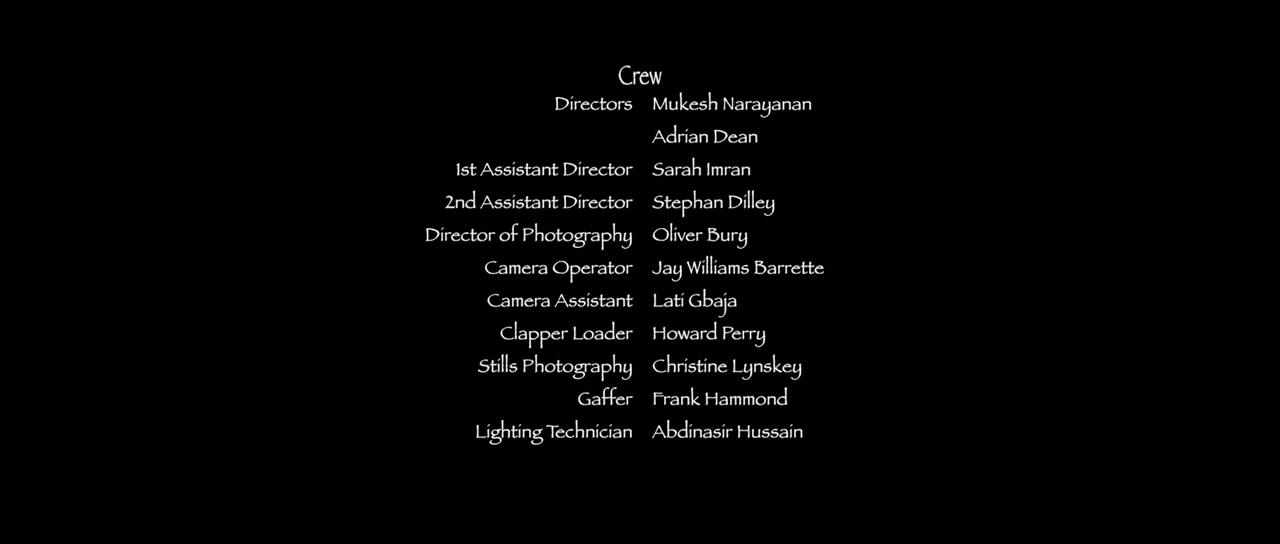 Crew
Directors Mukesh Narayanan
Adrian Dean
1st Assistant Director Sarah Imran
2nd Assistant Director Stephan Dilley
Director of Photography Oliver Bury
Camera Operator Jay Williams Barrette
Camera Assistant Lati Gbaja
Clapper Loader Howard Perry
Stills Photography Christine Lynskey
Gaffer Frank Hammond
Lighting Technician Abdinasir Hussain